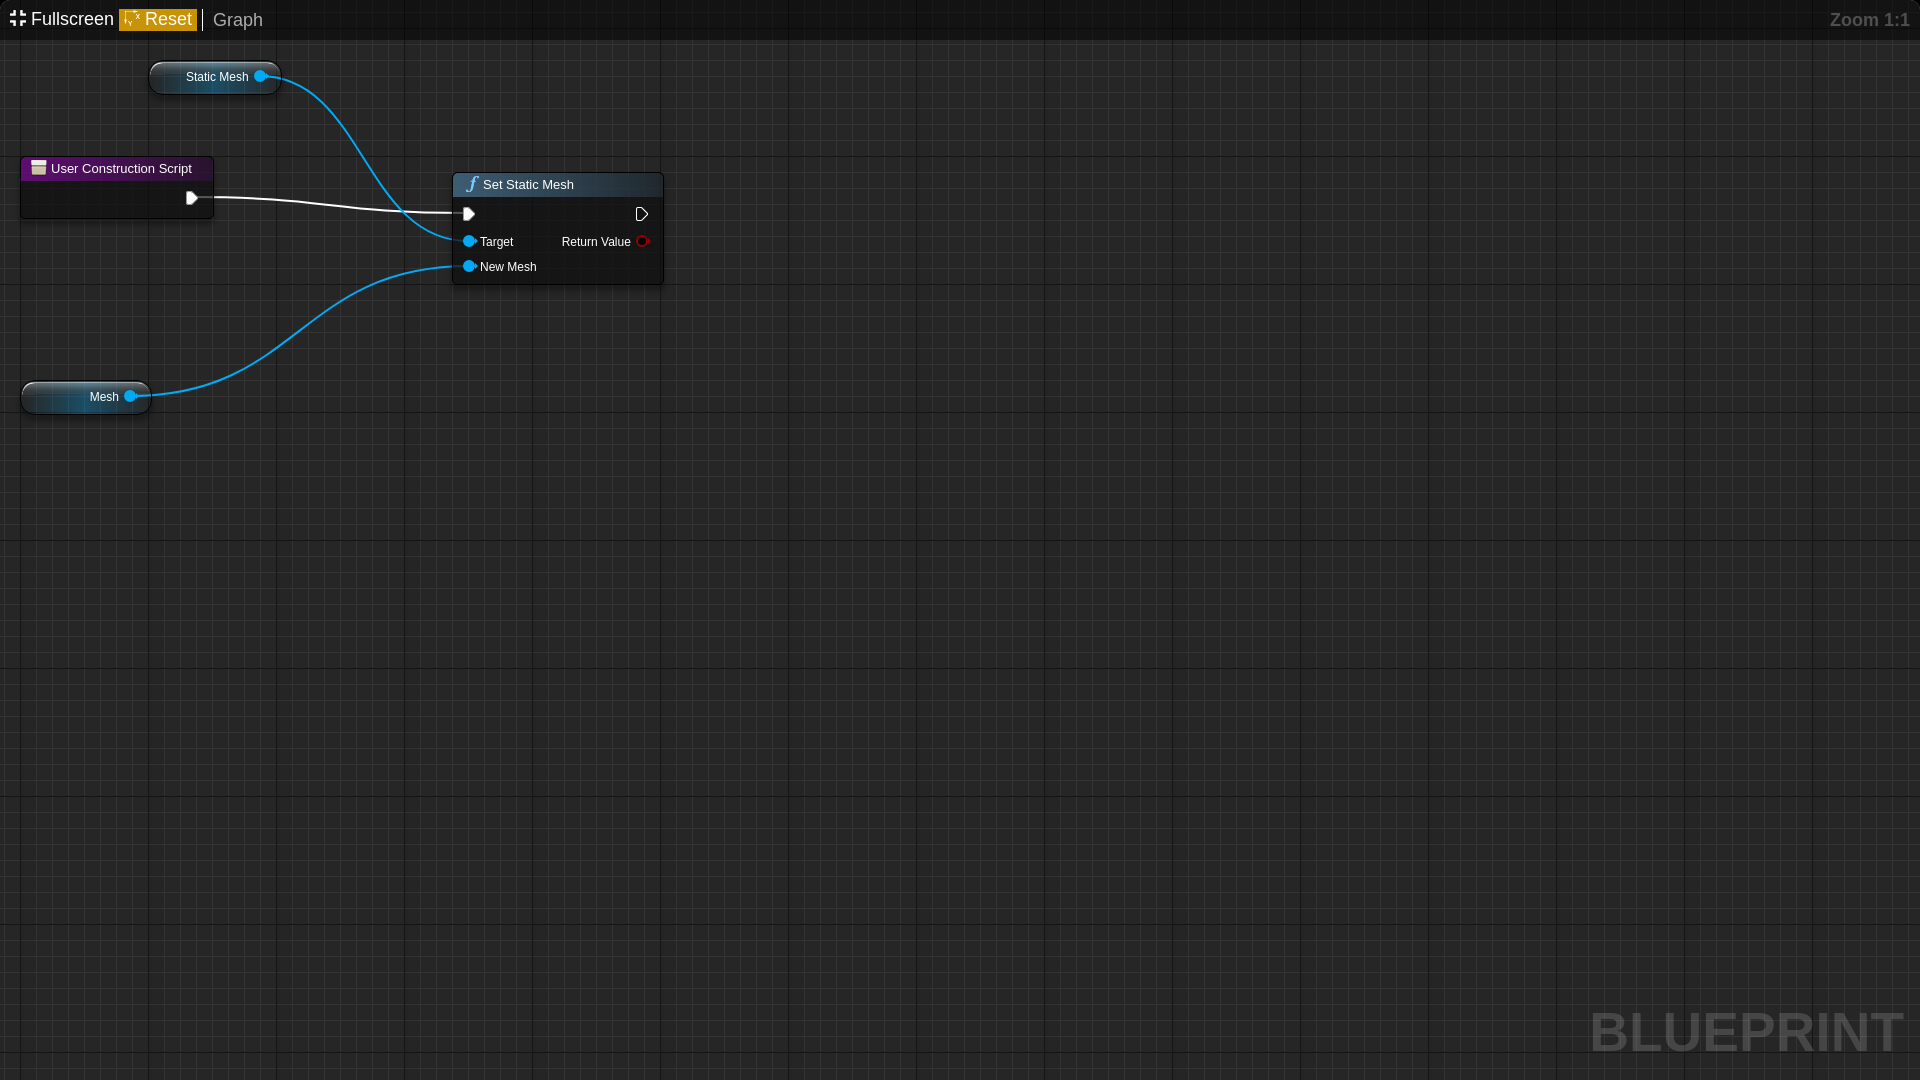 Fullscreen Reset Graph Zoom 1:1
Static Mesh
User Construction Script
Set Static Mesh
Target Return Value
New Mesh
Mesh
BLUEPRINT